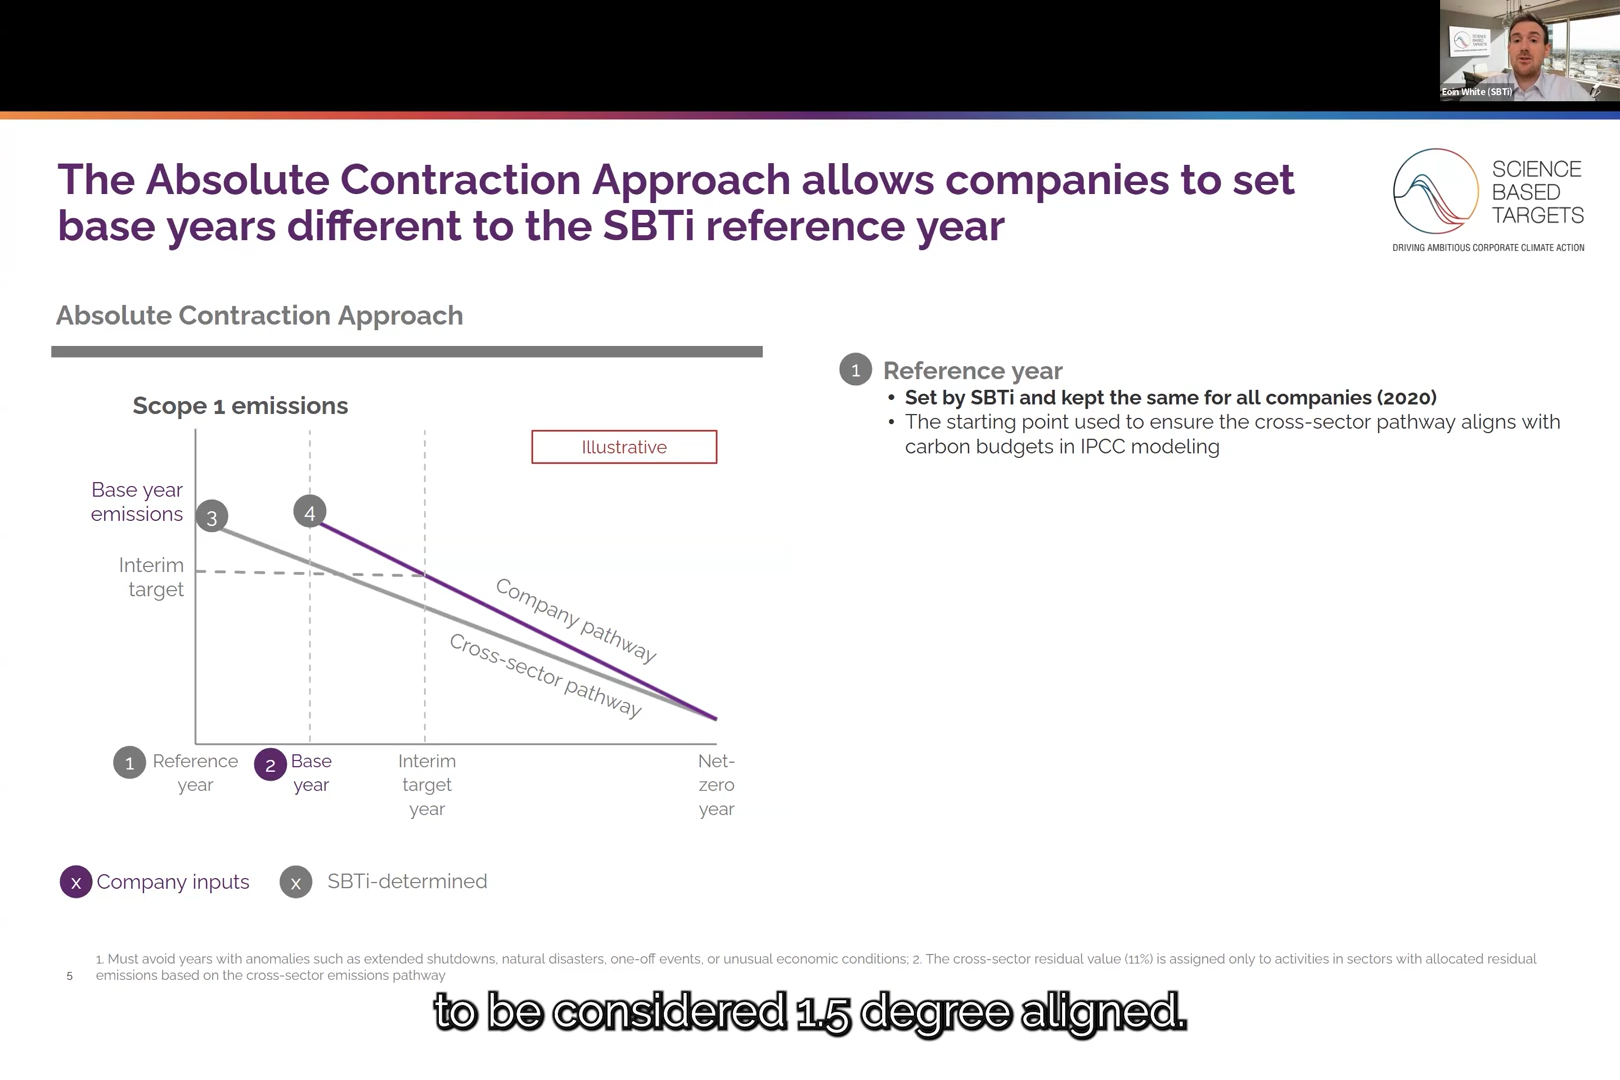 Eoin White (SBTi)
The Absolute Contraction Approach allows companies to set
base years different to the SBTi reference year
SCIENCE
BASED
TARGETS
DRIVING AMBITIOUS CORPORATE CLIMATE ACTION
Absolute Contraction Approach
Scope 1 emissions
Illustrative
Base year
emissions
3
4
Interim
target
Company pathway
Cross-sector pathway
1 Reference
year
2 Base
year
Interim
target
year
Net-
zero
year
x Company inputs
x SBTi-determined
1 Reference year
• Set by SBTi and kept the same for all companies (2020)
• The starting point used to ensure the cross-sector pathway aligns with
carbon budgets in IPCC modeling
1. Must avoid years with anomalies such as extended shutdowns, natural disasters, one-off events, or unusual economic conditions; 2. The cross-sector residual value (11%) is assigned only to activities in sectors with allocated residual
emissions based on the cross-sector emissions pathway
5
to be considered 1.5 degree aligned.